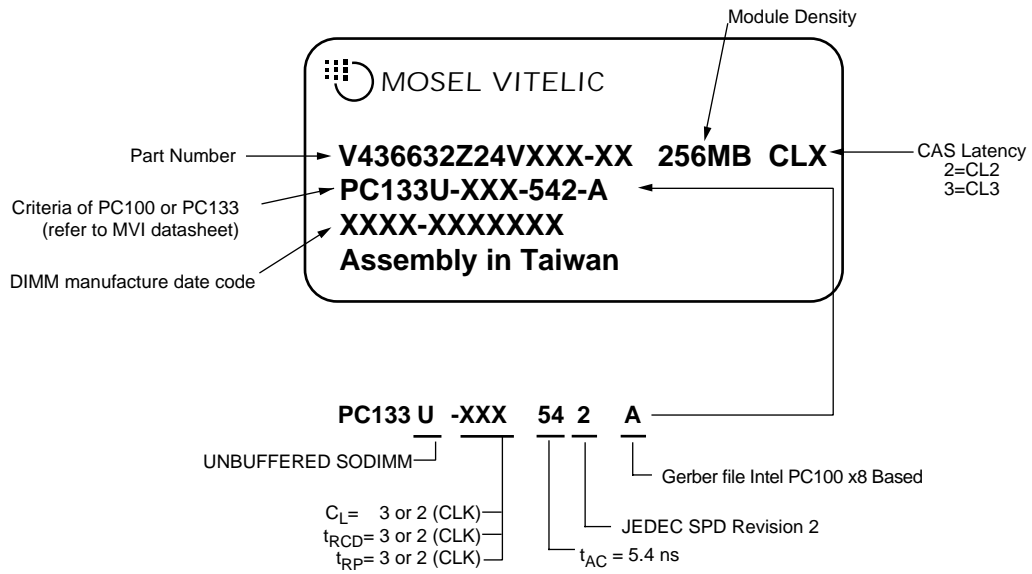 Module Density
MOSEL VITELIC
Part Number
V436632Z24VXXX-XX 256MB CLX
CAS Latency
2=CL2
3=CL3
Criteria of PC100 or PC133
(refer to MVI datasheet)
PC133U-XXX-542-A
XXXX-XXXXXXX
DIMM manufacture date code
Assembly in Taiwan
PC133 U -XXX 54 2 A
UNBUFFERED SODIMM
Gerber file Intel PC100 x8 Based
CL= 3 or 2 (CLK)
tRCD= 3 or 2 (CLK)
tRP= 3 or 2 (CLK)
JEDEC SPD Revision 2
tAC = 5.4 ns